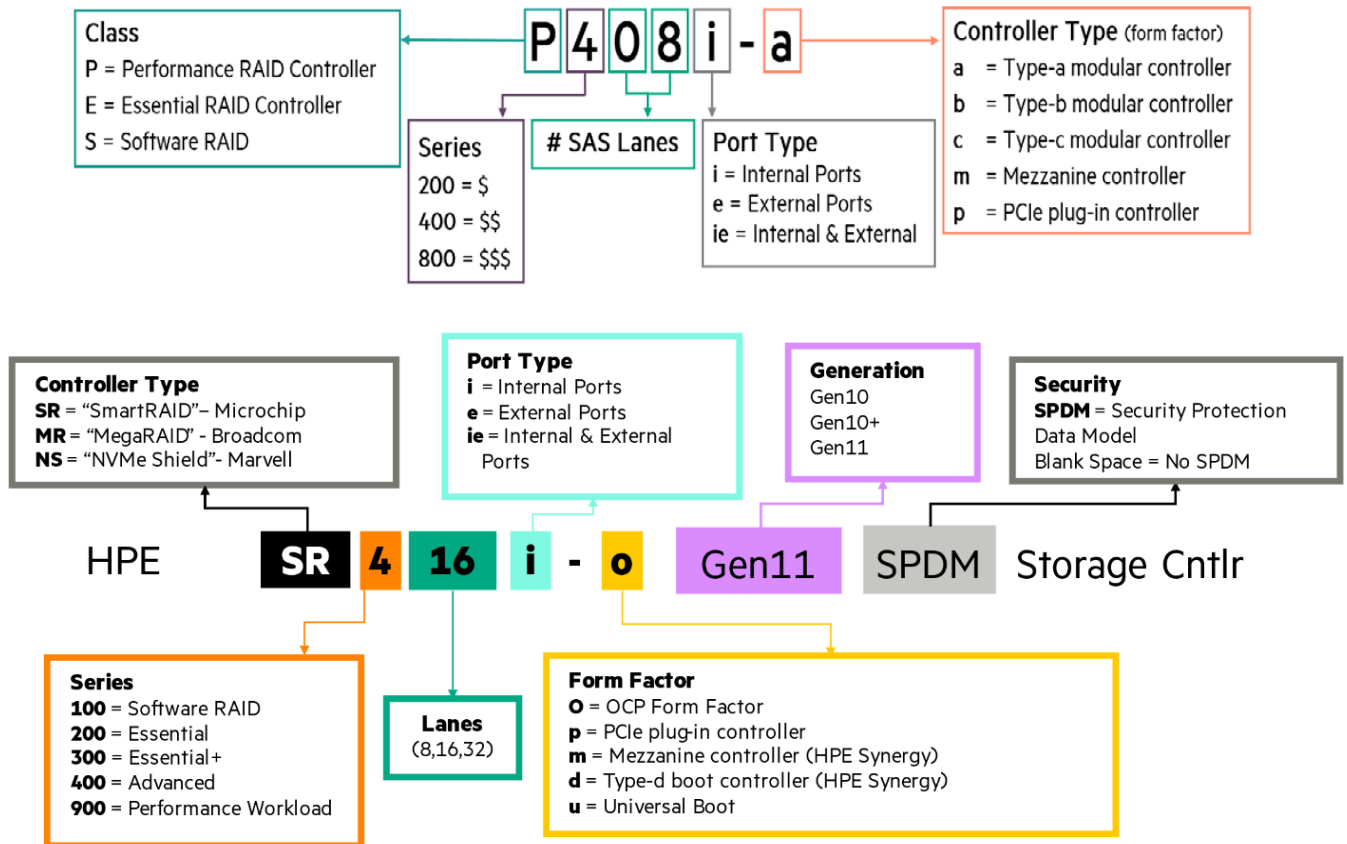 P408i-a
Class
P = Performance RAID Controller
E = Essential RAID Controller
S = Software RAID
Series
200 = $
400 = $$
800 = $$$
# SAS Lanes
Port Type
i = Internal Ports
e = External Ports
ie = Internal & External
Controller Type (form factor)
a = Type-a modular controller
b = Type-b modular controller
c = Type-c modular controller
m = Mezzanine controller
p = PCIe plug-in controller
Controller Type
SR = “SmartRAID”– Microchip
MR = “MegaRAID” - Broadcom
NS = “NVMe Shield”- Marvell
Port Type
i = Internal Ports
e = External Ports
ie = Internal & External
Ports
Generation
Gen10
Gen10+
Gen11
Security
SPDM = Security Protection
Data Model
Blank Space = No SPDM
HPE SR 4 16 i - o Gen11 SPDM Storage Cntlr
Series
100 = Software RAID
200 = Essential
300 = Essential+
400 = Advanced
900 = Performance Workload
Lanes
(8,16,32)
Form Factor
O = OCP Form Factor
p = PCIe plug-in controller
m = Mezzanine controller (HPE Synergy)
d = Type-d boot controller (HPE Synergy)
u = Universal Boot